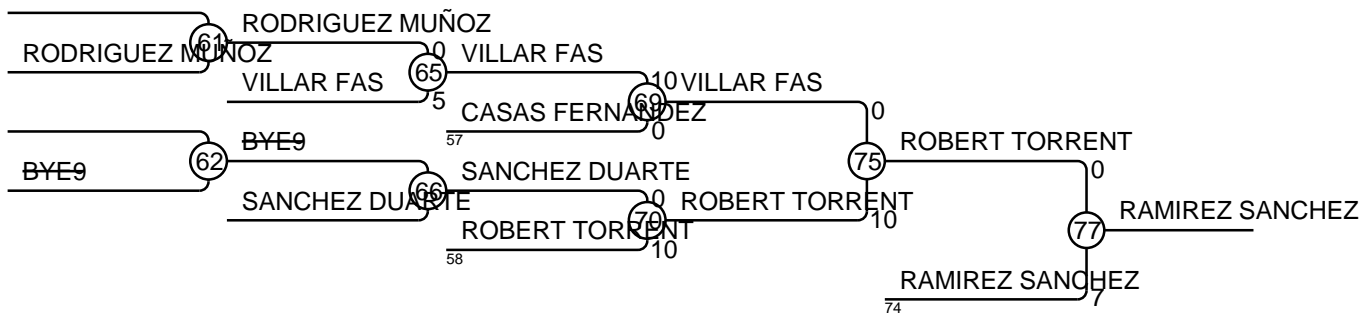 RODRIGUEZ MUÑOZ
61
RODRIGUEZ MUÑOZ
0
VILLAR FAS
65
VILLAR FAS
5
10
VILLAR FAS
69
CASAS FERNANDEZ
57
0
0
BYE9
62
BYE9
75
ROBERT TORRENT
SANCHEZ DUARTE
0
66
SANCHEZ DUARTE
0
70
ROBERT TORRENT
10
ROBERT TORRENT
58
10
77
RAMIREZ SANCHEZ
RAMIREZ SANCHEZ
74
7